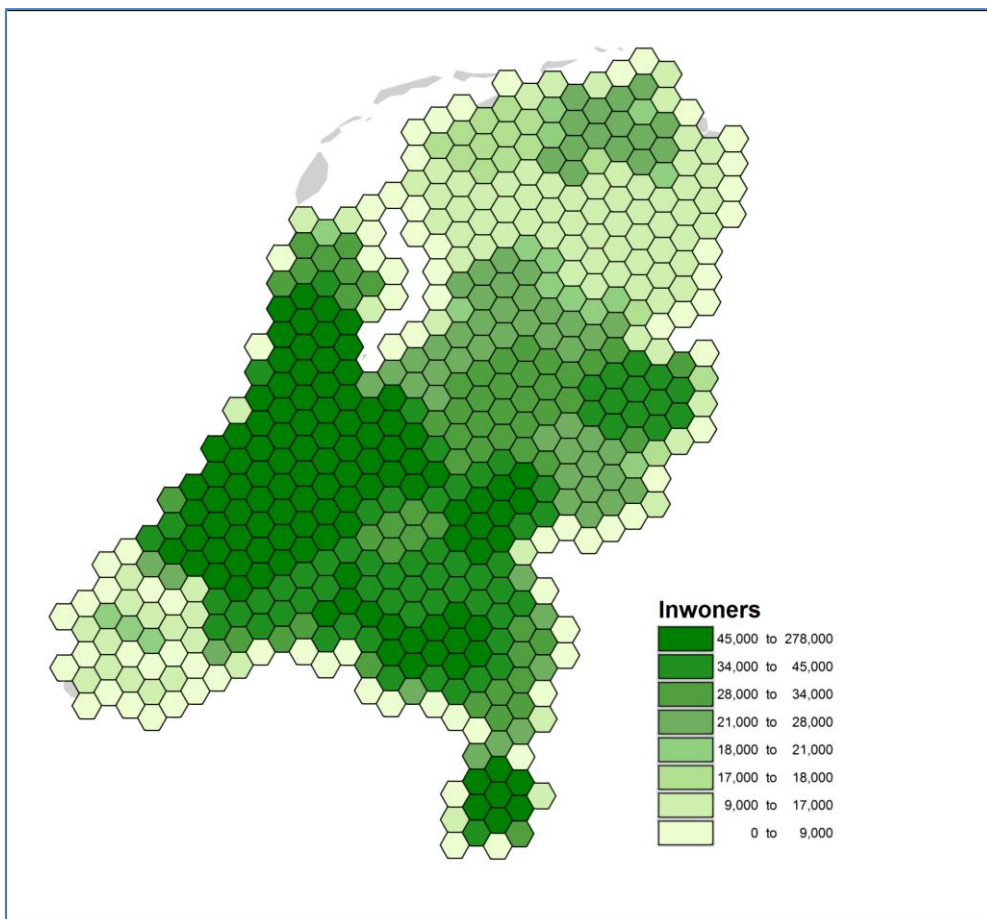 Inwoners
45,000 to 278,000
34,000 to 45,000
28,000 to 34,000
21,000 to 28,000
18,000 to 21,000
17,000 to 18,000
9,000 to 17,000
0 to 9,000